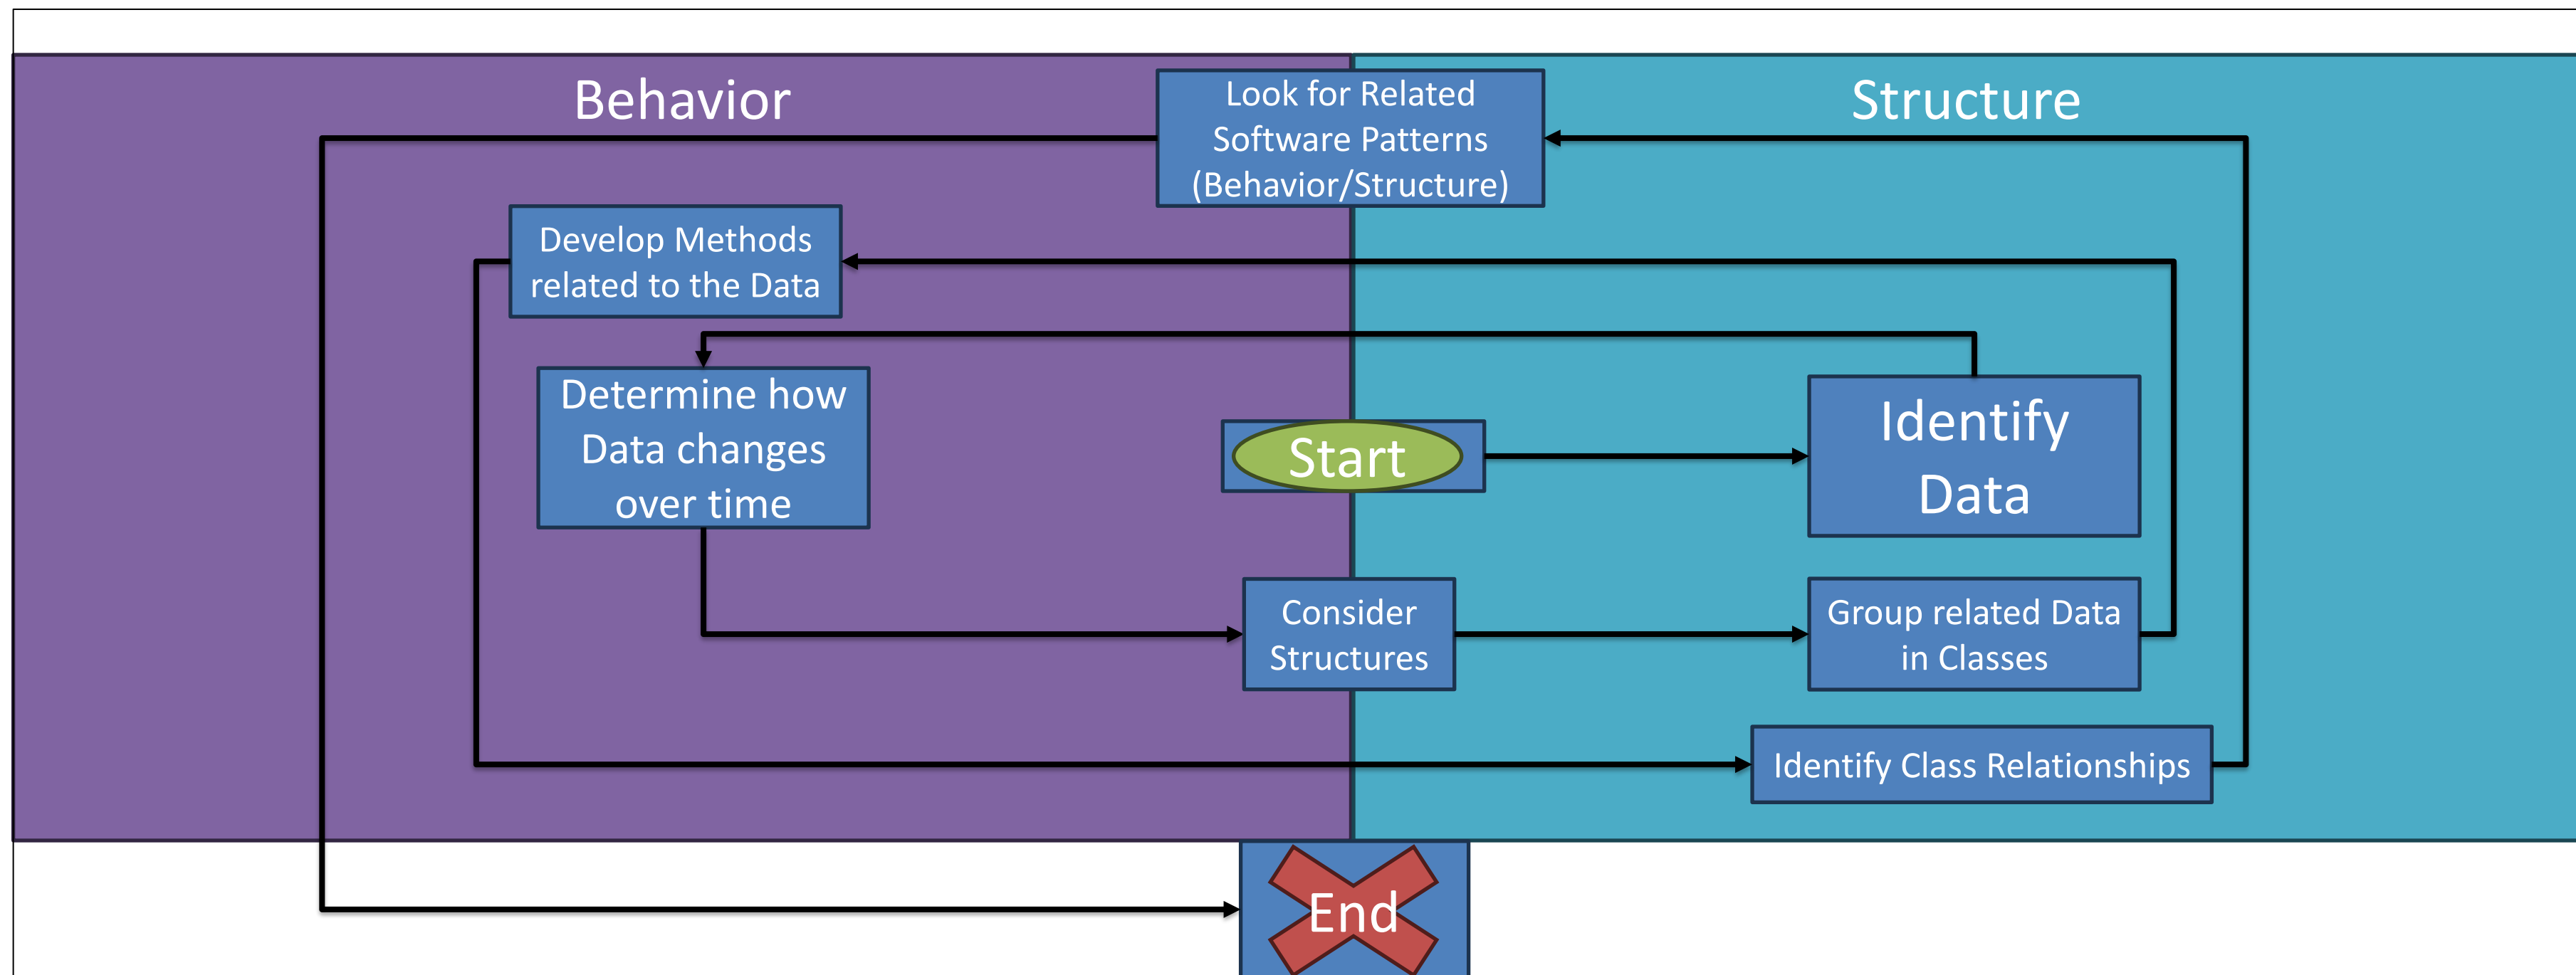 Behavior
Structure
Look for Related
Software Patterns
(Behavior/Structure)
Develop Methods
related to the Data
Determine how
Data changes
over time
Start
Identify
Data
Consider
Structures
Group related Data
in Classes
Identify Class Relationships
End